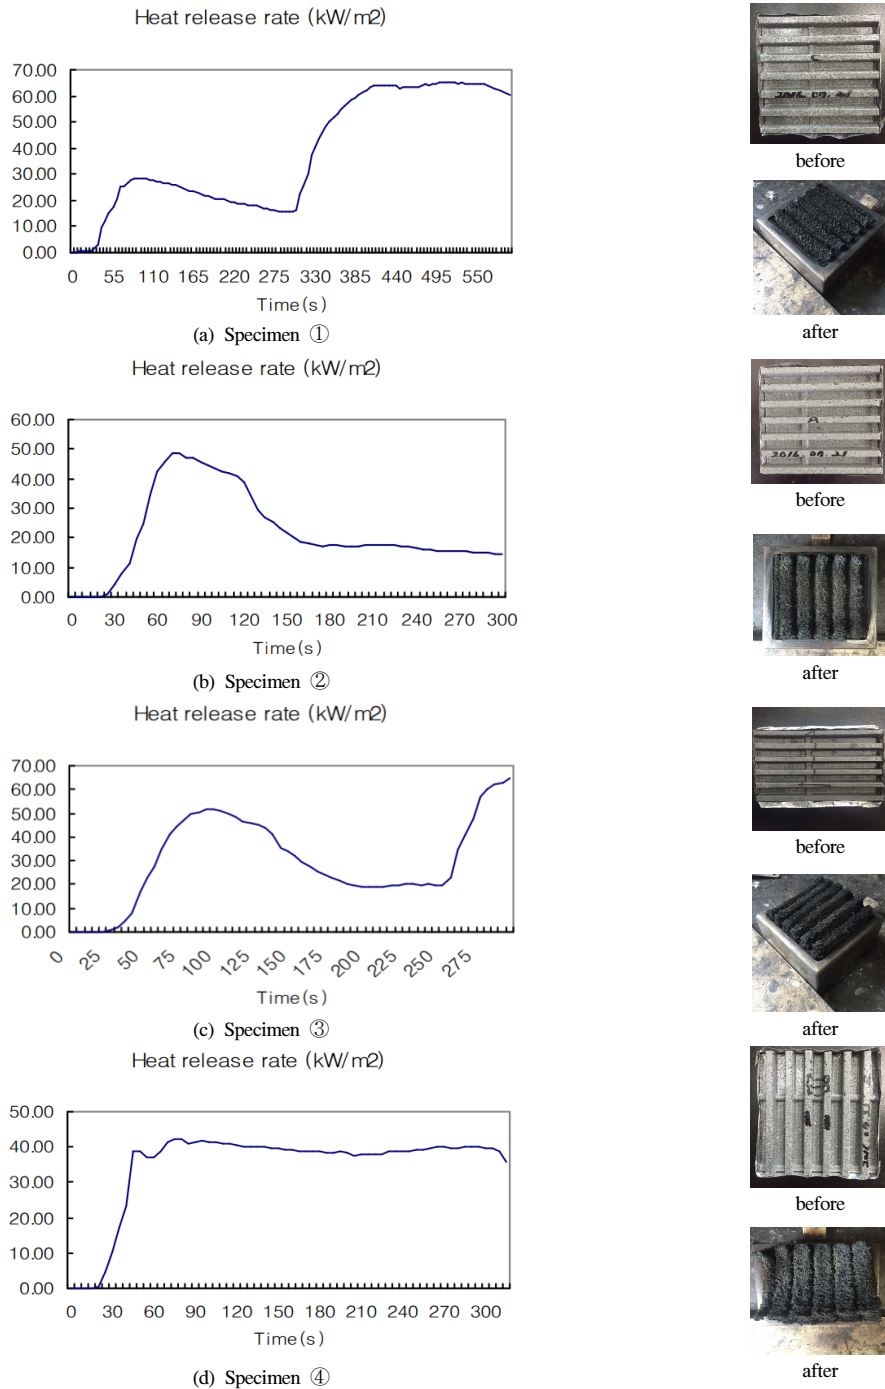 Heat release rate (kW/m2)
70.00
60.00
50.00
40.00
30.00
20.00
10.00
0.00
0 55 110 165 220 275 330 385 440 495 550
Time(s)
(a) Specimen ①
C
before
after
Heat release rate (kW/m2)
60.00
50.00
40.00
30.00
20.00
10.00
0.00
0 30 60 90 120 150 180 210 240 270 300
Time(s)
(b) Specimen ②
A
2016.09.21
before
after
Heat release rate (kW/m2)
70.00
60.00
50.00
40.00
30.00
20.00
10.00
0.00
0 25 50 75 100 125 150 175 200 225 250 275
Time(s)
(c) Specimen ③
before
after
Heat release rate (kW/m2)
50.00
40.00
30.00
20.00
10.00
0.00
0 30 60 90 120 150 180 210 240 270 300
Time(s)
(d) Specimen ④
before
after